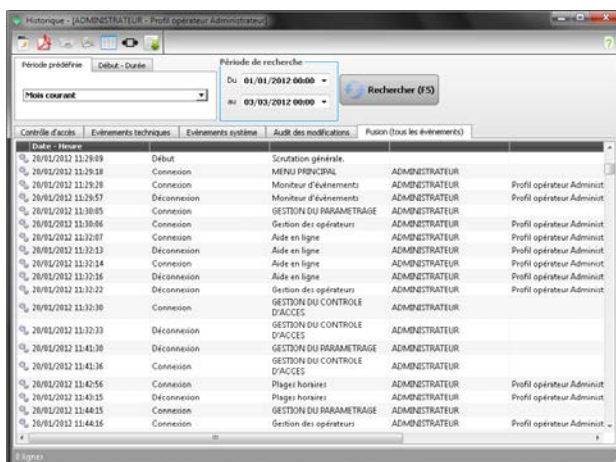 Historique - [ADMINISTRATEUR - Profil opérateur Administrateur]
Période prédéfinie Début - Durée
Mois courant
Période de recherche
Du 01/01/2012 00:00
au 03/03/2012 00:00
Rechercher (F5)
Contrôle d'accès Evènements techniques Evènements système Audit des modifications Fusion (tous les évènements)
Date - Heure
20/01/2012 11:29:09 Début Scrutation générale.
20/01/2012 11:29:18 Connexion MENU PRINCIPAL ADMINISTRATEUR
20/01/2012 11:29:28 Connexion Moniteur d'évènements ADMINISTRATEUR Profil opérateur Administ
20/01/2012 11:29:57 Déconnexion Moniteur d'évènements ADMINISTRATEUR Profil opérateur Administ
20/01/2012 11:30:05 Connexion GESTION DU PARAMETRAGE ADMINISTRATEUR
20/01/2012 11:30:06 Connexion Gestion des opérateurs ADMINISTRATEUR Profil opérateur Administ
20/01/2012 11:32:07 Connexion Aide en ligne ADMINISTRATEUR Profil opérateur Administ
20/01/2012 11:32:13 Déconnexion Aide en ligne ADMINISTRATEUR Profil opérateur Administ
20/01/2012 11:32:14 Connexion Aide en ligne ADMINISTRATEUR Profil opérateur Administ
20/01/2012 11:32:16 Déconnexion Aide en ligne ADMINISTRATEUR Profil opérateur Administ
20/01/2012 11:32:22 Déconnexion Gestion des opérateurs ADMINISTRATEUR Profil opérateur Administ
20/01/2012 11:32:30 Connexion GESTION DU CONTROLE D'ACCES ADMINISTRATEUR
20/01/2012 11:32:33 Déconnexion GESTION DU CONTROLE D'ACCES ADMINISTRATEUR
20/01/2012 11:41:30 Déconnexion GESTION DU PARAMETRAGE ADMINISTRATEUR
20/01/2012 11:41:36 Connexion GESTION DU CONTROLE D'ACCES ADMINISTRATEUR
20/01/2012 11:42:56 Connexion Plages horaires ADMINISTRATEUR Profil opérateur Administ
20/01/2012 11:43:15 Déconnexion Plages horaires ADMINISTRATEUR Profil opérateur Administ
20/01/2012 11:44:15 Connexion GESTION DU PARAMETRAGE ADMINISTRATEUR
20/01/2012 11:44:16 Connexion Gestion des opérateurs ADMINISTRATEUR Profil opérateur Administ
0 lignes